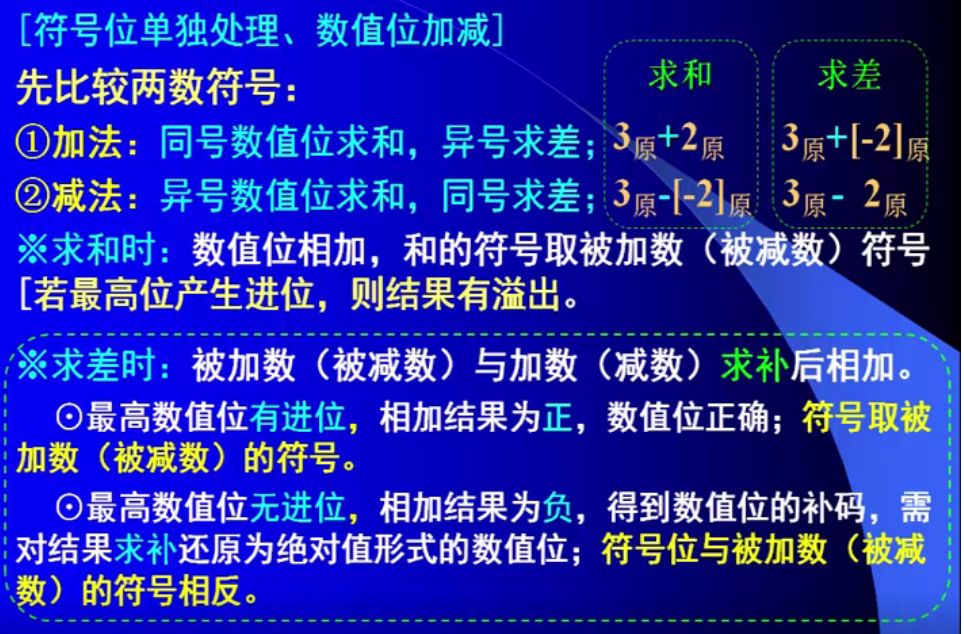 [符号位单独处理、数值位加减]
先比较两数符号：
求和 求差
①加法：同号数值位求和，异号求差；3原+2原 3原+[-2]原
②减法：异号数值位求和，同号求差；3原-[-2]原 3原- 2原
※求和时：数值位相加，和的符号取被加数（被减数）符号
[若最高位产生进位，则结果有溢出。
※求差时：被加数（被减数）与加数（减数）求补后相加。
⊙最高数值位有进位，相加结果为正，数值位正确；符号取被
加数（被减数）的符号。
⊙最高数值位无进位，相加结果为负，得到数值位的补码，需
对结果求补还原为绝对值形式的数值位；符号位与被加数（被减
数）的符号相反。